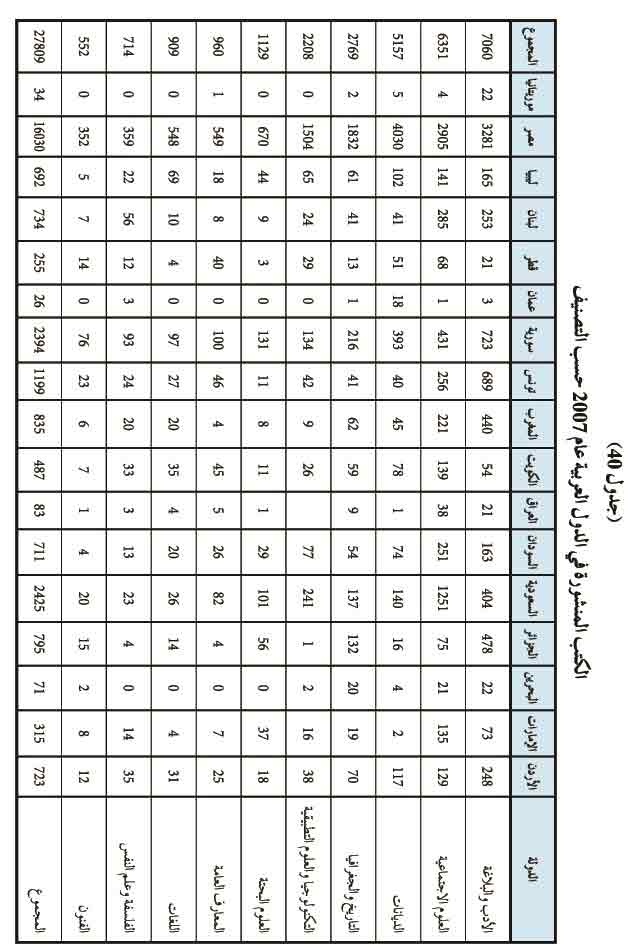 (جدول 40)
الكتب المنشورة في الدول العربية عام 2007 حسب التصنيف
الدولة الأردن الإمارات البحرين الجزائر السعودية السودان العراق الكويت المغرب تونس سورية عمان قطر لبنان ليبيا مصر موريتانيا المجموع
الأدب والبلاغة 248 73 22 478 404 163 21 54 440 689 723 3 21 253 165 3281 22 7060
العلوم الاجتماعية 129 135 21 75 1251 251 38 139 221 256 431 1 68 285 141 2905 4 6351
الديانات 117 2 4 16 140 74 1 78 45 40 393 18 51 41 102 4030 5 5157
التاريخ والجغرافيا 70 19 20 132 137 54 9 59 62 41 216 1 13 41 61 1832 2 2769
التكنولوجيا والعلوم التطبيقية 38 16 2 1 241 77 26 9 42 134 0 29 24 65 1504 0 2208
العلوم البحتة 18 37 0 56 101 29 1 11 8 11 131 0 3 9 44 670 0 1129
المعارف العامة 25 7 0 4 82 26 5 45 4 46 100 0 40 8 18 549 1 960
اللغات 31 4 0 14 26 20 4 35 20 27 97 0 4 10 69 548 0 909
الفلسفة وعلم النفس 35 14 0 4 23 13 3 33 20 24 93 3 12 56 22 359 0 714
الفنون 12 8 2 15 20 4 1 7 6 23 76 0 14 7 5 352 0 552
المجموع 723 315 71 795 2425 711 83 487 835 1199 2394 26 255 734 692 16030 34 27809